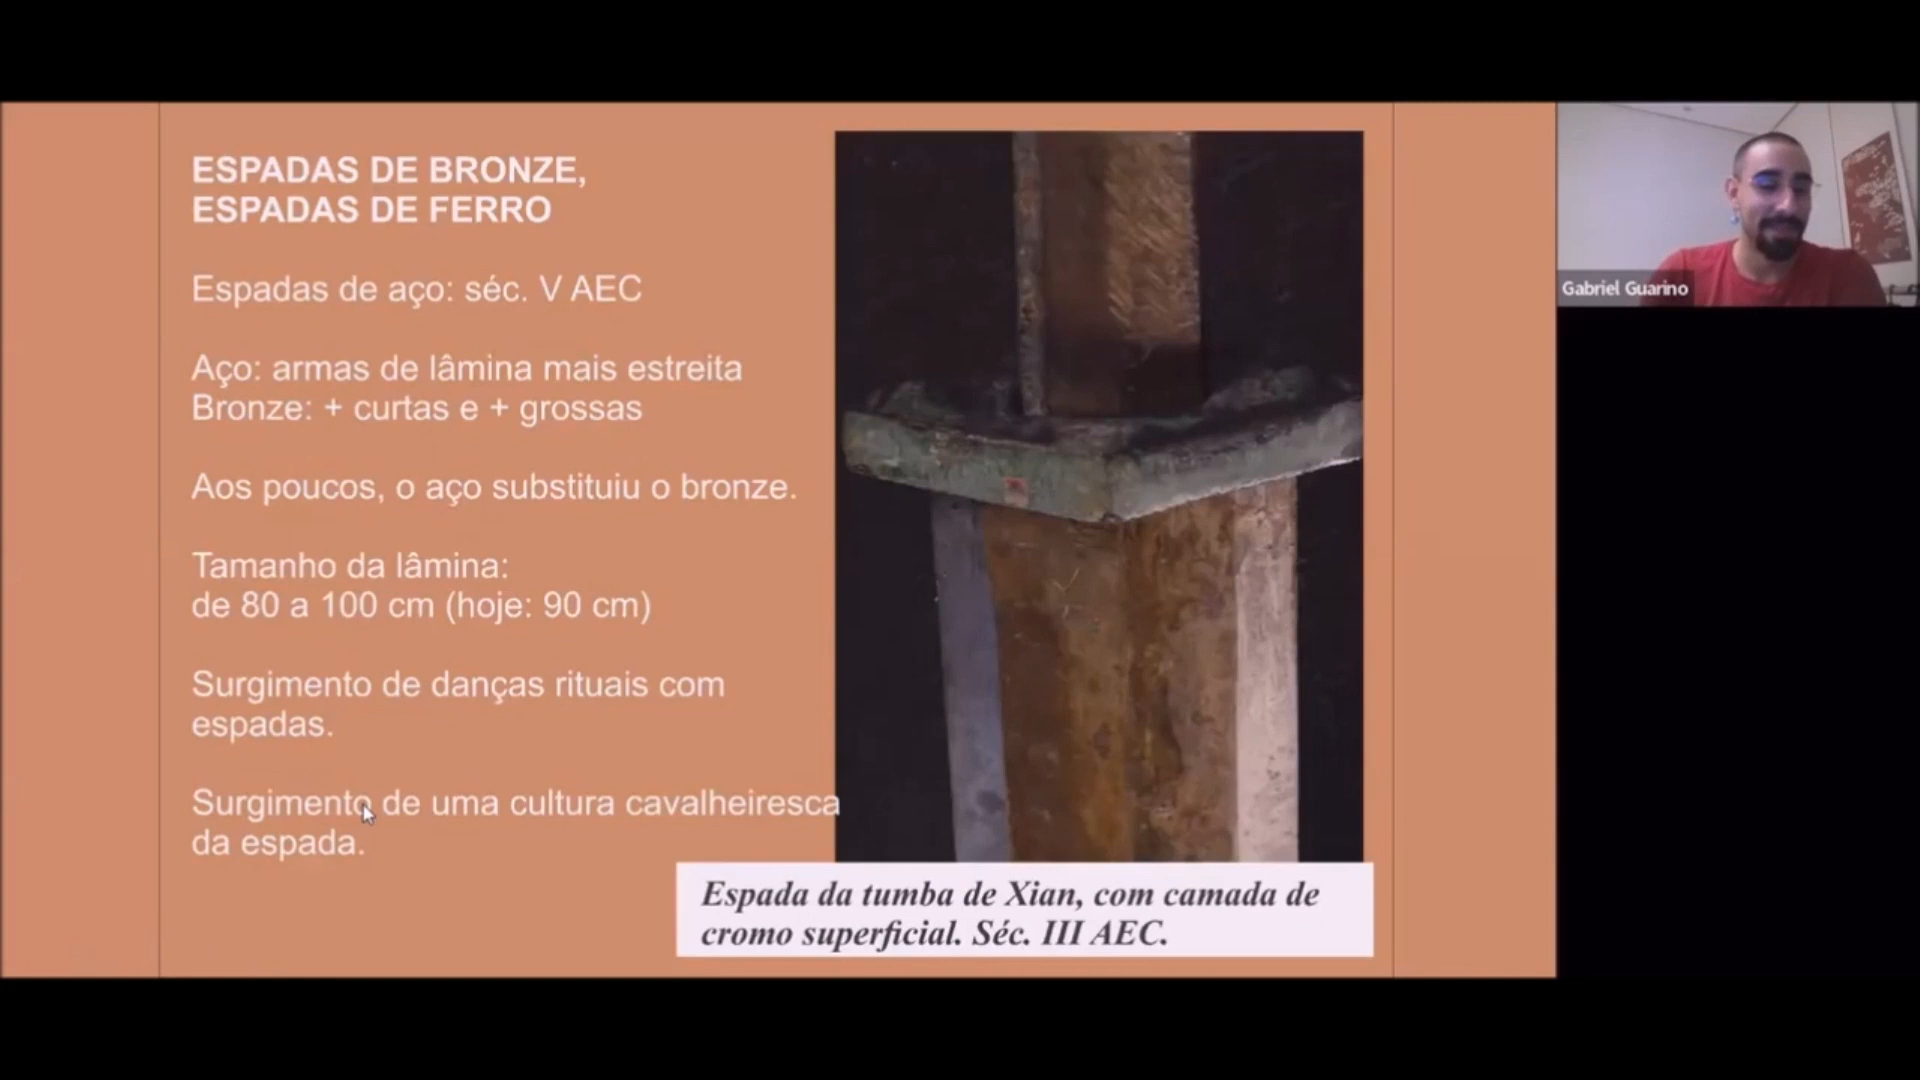 ESPADAS DE BRONZE,
ESPADAS DE FERRO
Espadas de aço: séc. V AEC
Aço: armas de lâmina mais estreita
Bronze: + curtas e + grossas
Aos poucos, o aço substituiu o bronze.
Tamanho da lâmina:
de 80 a 100 cm (hoje: 90 cm)
Surgimento de danças rituais com
espadas.
Surgimento de uma cultura cavalheiresca
da espada.
Espada da tumba de Xian, com camada de
cromo superficial. Séc. III AEC.
Gabriel Guarino